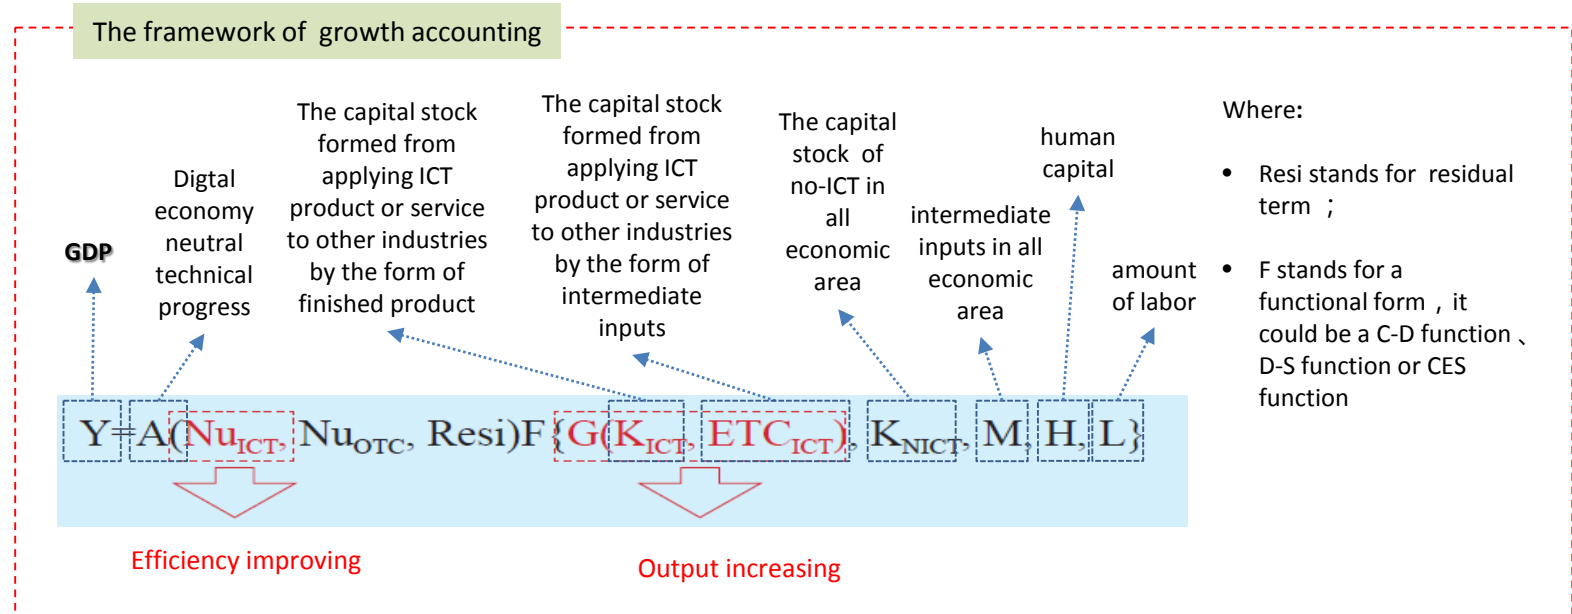 The framework of growth accounting
GDP
Digtal
economy
neutral
technical
progress
The capital stock
formed from
applying ICT
product or service
to other industries
by the form of
finished product
The capital stock
formed from
applying ICT
product or service
to other industries
by the form of
intermediate
inputs
The capital
stock of
no-ICT in
all
economic
area
intermediate
inputs in all
economic
area
human
capital
amount
of labor
Where:
• Resi stands for residual
term ；
• F stands for a
functional form , it
could be a C-D function 、
D-S function or CES
function
Y=A(Nu_ICT, Nu_OTC, Resi)F{G(K_ICT, ETC_ICT), K_NICT, M, H, L}
Efficiency improving
Output increasing